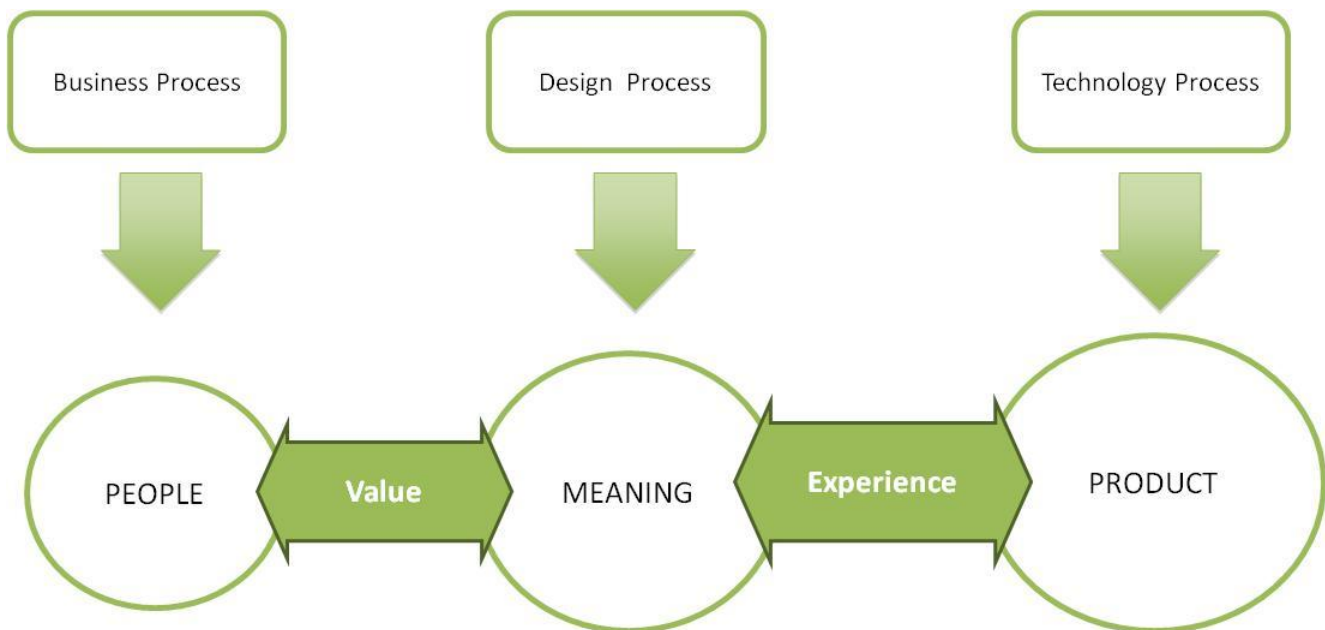 Business Process
Design Process
Technology Process
PEOPLE
Value
MEANING
Experience
PRODUCT